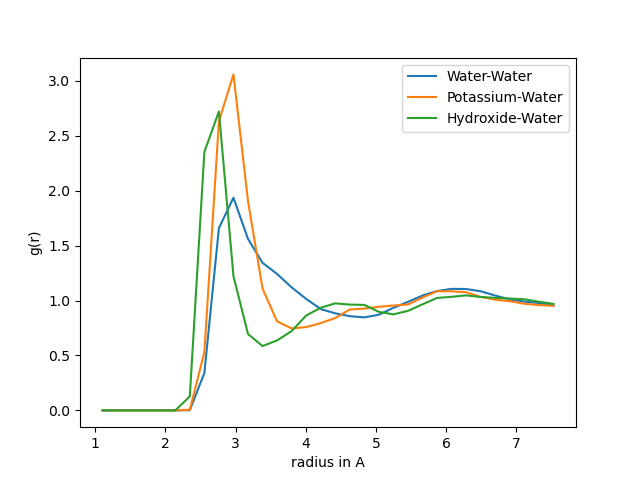 Water-Water
Potassium-Water
Hydroxide-Water
3.0
2.5
2.0
1.5
1.0
0.5
0.0
g(r)
1 2 3 4 5 6 7
radius in A